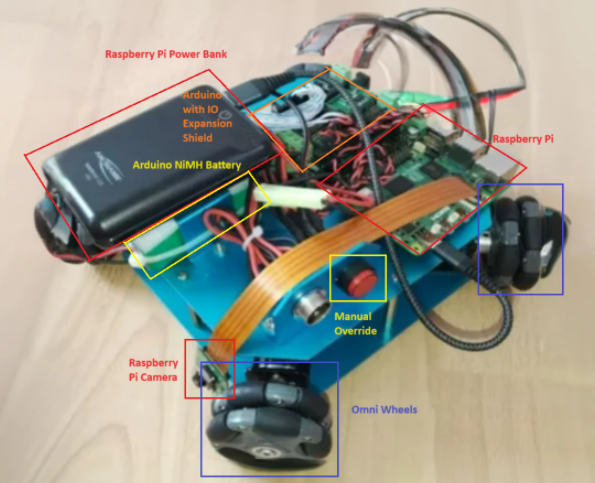 Raspberry Pi Power Bank
Arduino
with IO
Expansion
Shield
Raspberry Pi
Arduino NiMH Battery
Manual
Override
Raspberry
Pi Camera
Omni Wheels